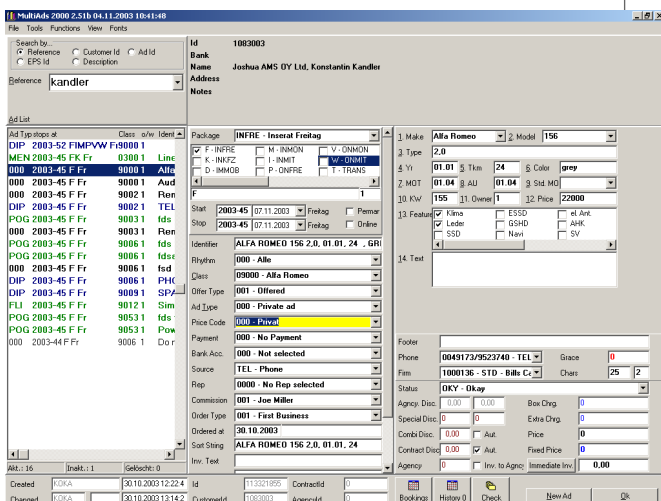 MultiAds 2000 2.51b 04.11.2003 10:41:48
File Tools Functions View Fonts
Search by...
Reference Customer Id Ad Id
EPS Id Description
Reference kandler
Ad List
Id 1083003
Bank
Name Joshua AMS OY Ltd, Konstantin Kandler
Address
Notes
Ad Typ stops at Class o/w Ident
DIP 2003-52 FIMPVW Fr 9000 1
MEN 2003-45 FK Fr 0300 1 Line
000 2003-45 F Fr 9000 1 Alfa
000 2003-45 F Fr 9000 1 Aud
000 2003-45 F Fr 9002 1 Ren
DIP 2003-45 F Fr 9002 1 TEL
POG 2003-45 F Fr 9003 1 fds
000 2003-45 F Fr 9003 1 Ren
POG 2003-45 F Fr 9006 1 fds
POG 2003-45 F Fr 9006 1 fdsa
000 2003-45 F Fr 9006 1 fsd
DIP 2003-45 F Fr 9006 1 PHO
DIP 2003-45 F Fr 9009 1 SPA
FLI 2003-45 F Fr 9012 1 Sim
POG 2003-45 F Fr 9053 1 fds
POG 2003-45 F Fr 9053 1 Pow
000 2003-44 F Fr 9006 1 Do r
Akt.: 16 Inakt.: 1 Gelöscht: 0
Created KOKA 30.10.2003 12:22:4
Changed 30.10.2003 13:14:2
Package INFRE - Inserat Freitag
F - INFRE M - INMON V - ONMON
K - INKFZ I - INMIT W - ONMIT
D - IMMOB P - ONFRE T - TRANS
F 1
Start 2003-45 07.11.2003 Freitag Permar
Stop 2003-45 07.11.2003 Freitag Online
Identifier ALFA ROMEO 156 2,0, 01.01, 24 , GRI
Rhythm 000 - Alle
Class 09000 - Alfa Romeo
Offer Type 001 - Offered
Ad Type 000 - Private ad
Price Code 000 - Privat
Payment 000 - No Payment
Bank Acc. 000 - Not selected
Source TEL - Phone
Rep 0000 - No Rep selected
Commission 001 - Joe Miller
Order Type 001 - First Business
Ordered at 30.10.2003
Sort String ALFA ROMEO 156 2,0, 01.01, 24
Inv. Text
Id 113321855 ContractId 0
CustomerId 1083003 AgencyId 0
1. Make Alfa Romeo 2. Model 156
3. Type 2,0
4. Yr 01.01 5. Tkm 24 6. Color grey
7. MOT 01.04 8. AU 01.04 9. Std. MO
10. KW 155 11. Owner 1 12. Price 22000
13. Feature Klima ESSD el. Ant.
Leder GSHD AHK
SSD Navi SV
14. Text
Footer
Phone 0049173/9523740 - TEL Grace 0
Firm 1000136 - STD - Bills Ca Chars 25 2
Status OKY - Okay
Agncy. Disc. 0,00 0,00 Box Chrg. 0
Special Disc. 0 0 Extra Chrg. 0
Combi Disc. 0,00 Aut. Price 0
Contract Disc 0,00 Aut. Fixed Price 0
Agency 0 Inv. to Agncy Immediate Inv. 0,00
Bookings History 0 Check New Ad Ok